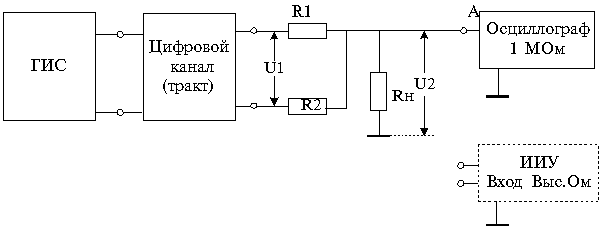 ГИС
Цифровой
канал
(тракт)
R1
U1
R2
Rн
U2
А
Осциллограф
1 МОм
ИИУ
Вход Выс.Ом